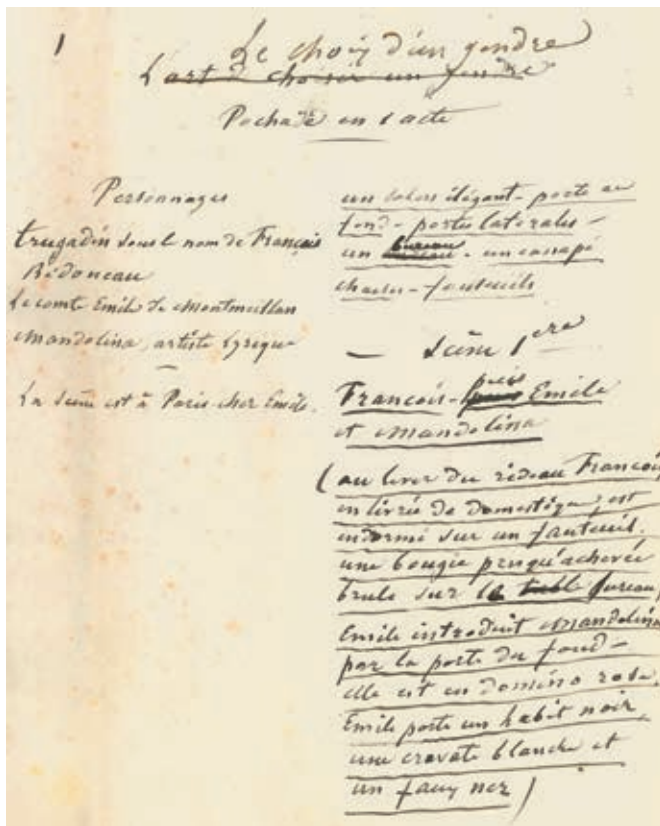 1
Le choix d'un gendre
L'art de choisir un gendre
Pochade en 1 acte
Personnages
trugadin sous le nom de François
Bidonneau
Le comte Emile de Montmeillan
Mandolina, artiste lyrique
La scène est à Paris chez Emile.
un salon élégant - porte au
fond - portes laterales -
un bureau - un canapé
chaises - fauteuils
- Scène 1ere
François - puis Emile
et Mandolina
(au lever du rideau François,
en livrée de domestique, est
endormi sur un fauteuil.
une bougie presqu'achevée
brule sur le table bureau,
Emile introduit Mandolina
par la porte du fond -
elle est en domino rose,
Emile porte un habit noir,
une cravate blanche et
un faux nez)